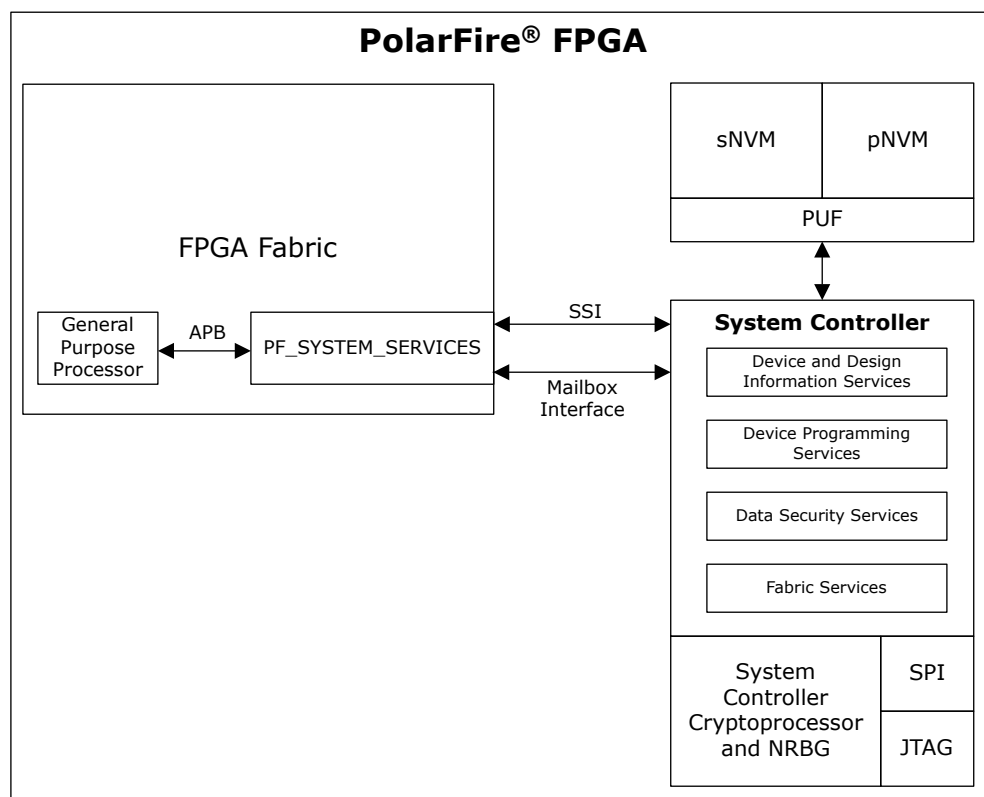 PolarFire® FPGA
FPGA Fabric
General
Purpose
Processor
APB
PF_SYSTEM_SERVICES
SSI
Mailbox
Interface
sNVM
pNVM
PUF
System Controller
Device and Design
Information Services
Device Programming
Services
Data Security Services
Fabric Services
System
Controller
Cryptoprocessor
and NRBG
SPI
JTAG